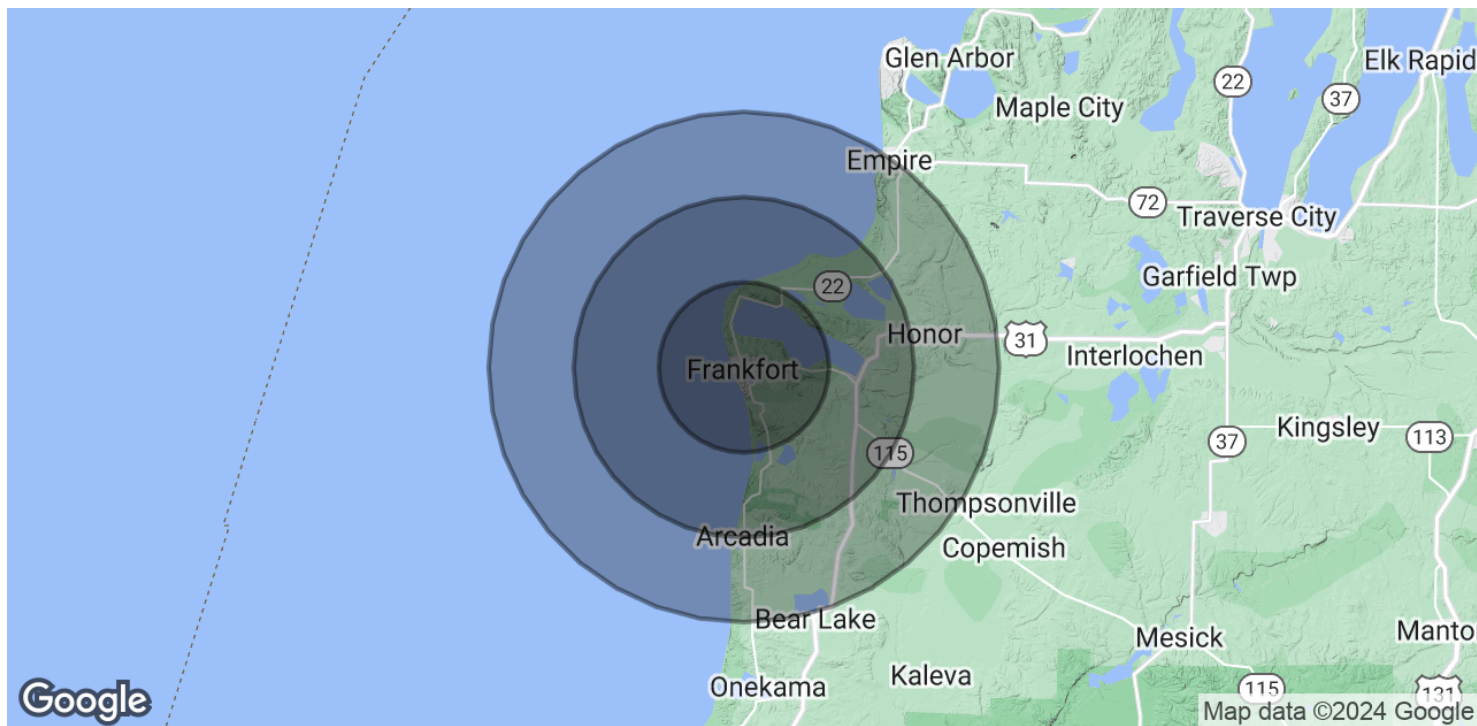 Glen Arbor
Elk Rapid
22
37
Maple City
Empire
72
Traverse City
Garfield Twp
22
Honor
31
Interlochen
Frankfort
Kingsley
37
113
115
Thompsonville
Arcadia
Copemish
Bear Lake
Mesick
Manto
Kaleva
Onekama
115
131
Google
Map data ©2024 Google